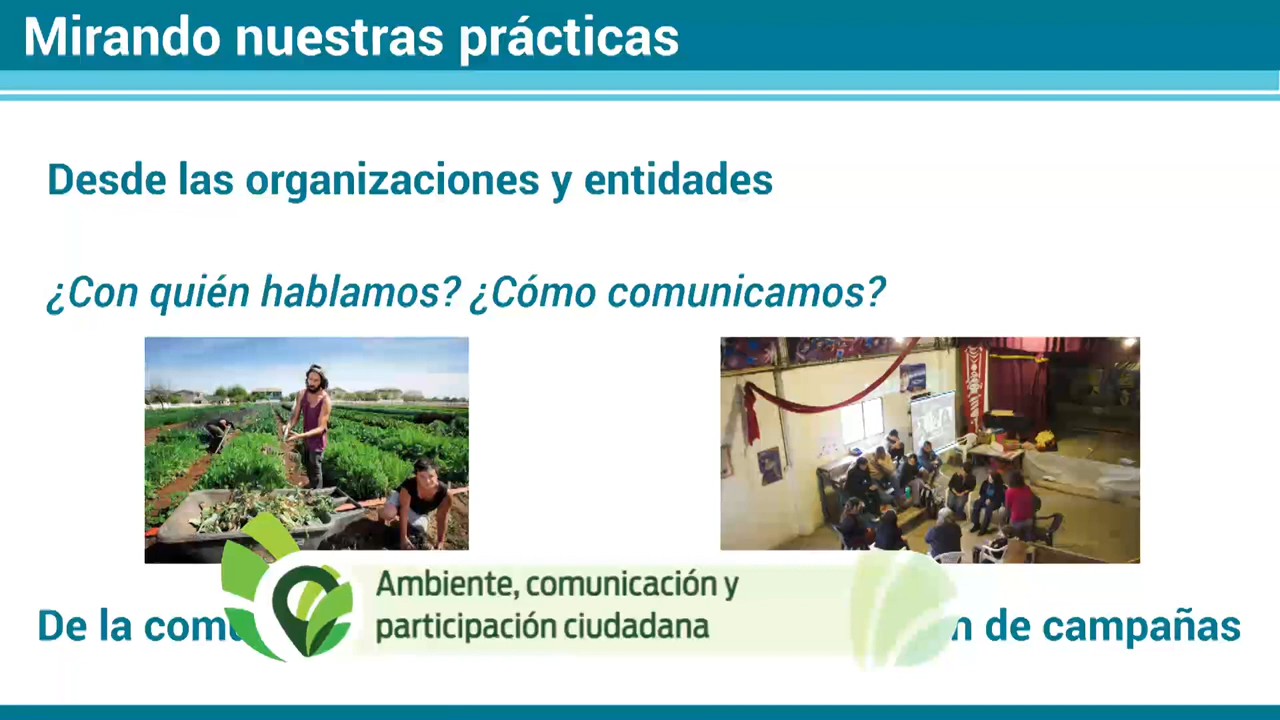 Mirando nuestras prácticas
Desde las organizaciones y entidades
¿Con quién hablamos? ¿Cómo comunicamos?
Ambiente, comunicación y
participación ciudadana
De la de campañas